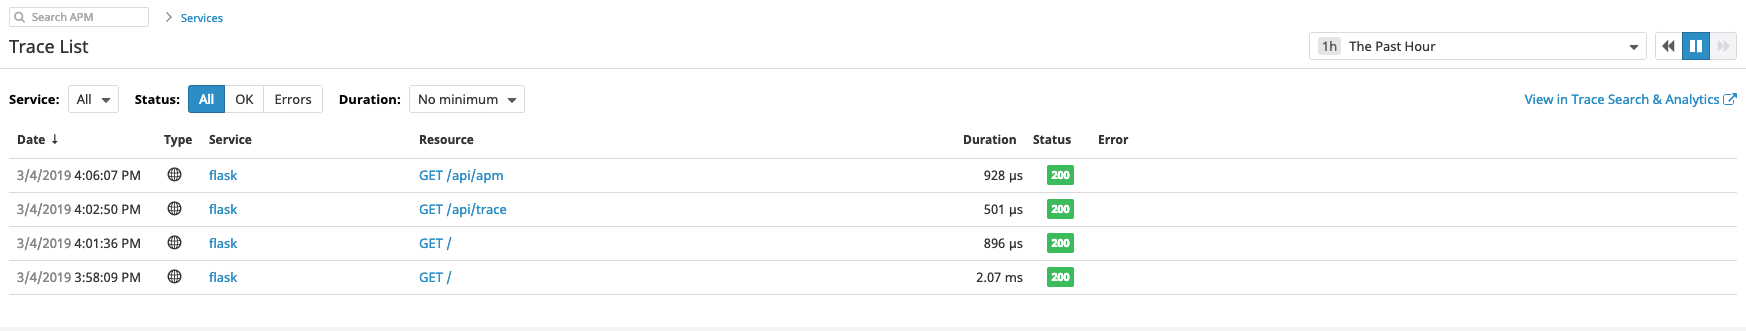 Search APM
Services
Trace List
1h The Past Hour
Service: All Status: All OK Errors Duration: No minimum
View in Trace Search & Analytics
Date ↓ Type Service Resource Duration Status Error
3/4/2019 4:06:07 PM flask GET /api/apm 928 µs 200
3/4/2019 4:02:50 PM flask GET /api/trace 501 µs 200
3/4/2019 4:01:36 PM flask GET / 896 µs 200
3/4/2019 3:58:09 PM flask GET / 2.07 ms 200